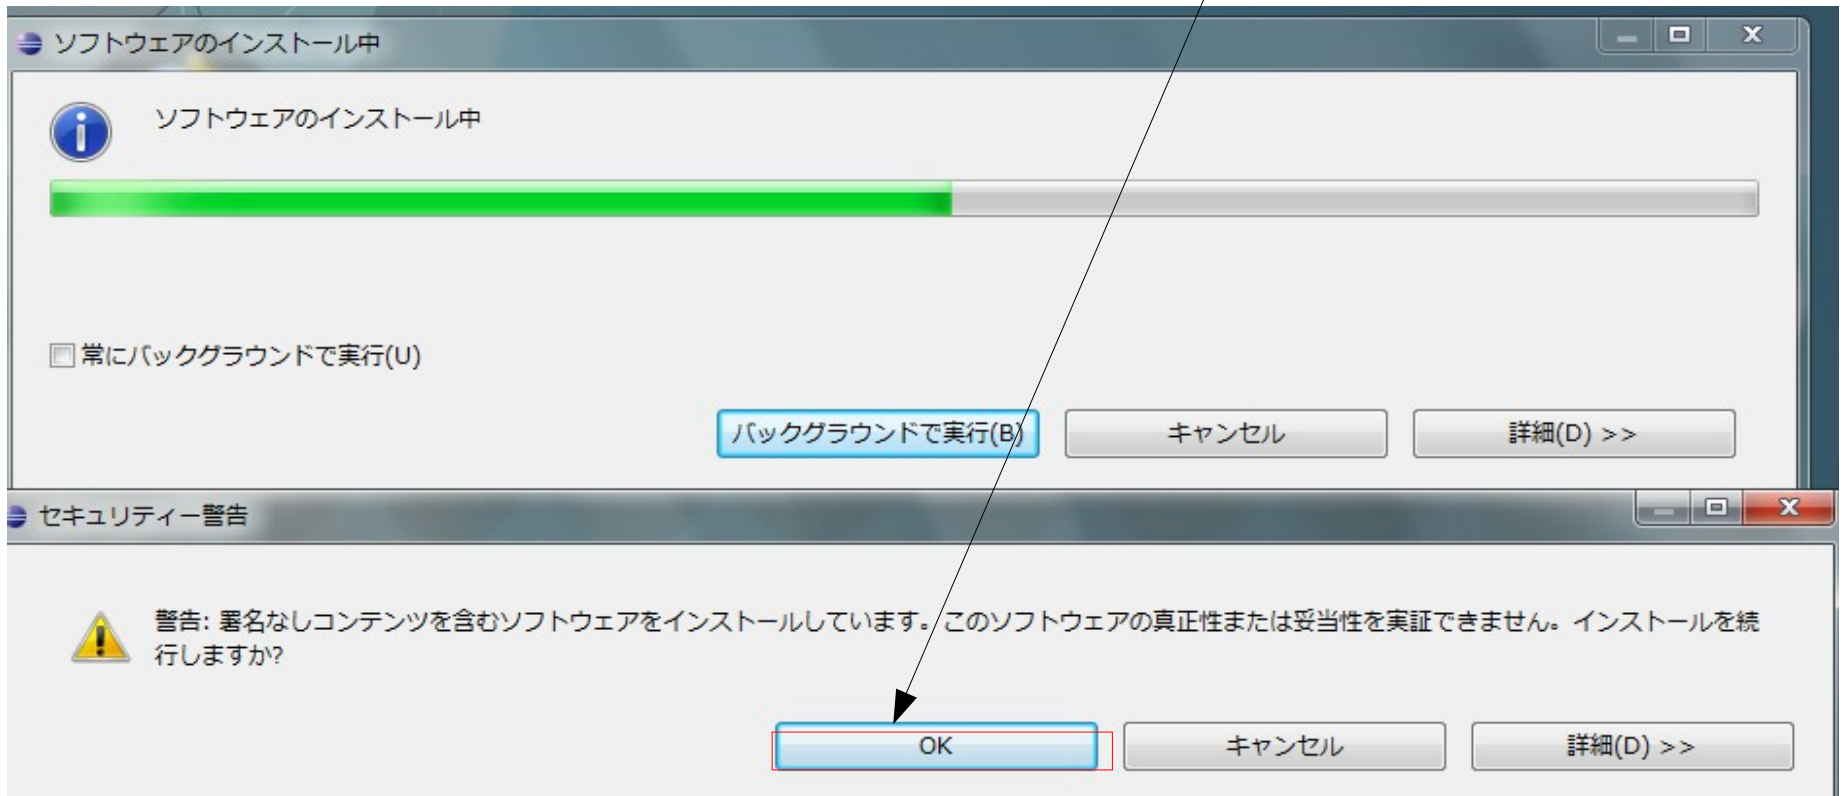 ソフトウェアのインストール中
ソフトウェアのインストール中
常にバックグラウンドで実行(U)
バックグラウンドで実行(B)
キャンセル
詳細(D) >>
セキュリティー警告
警告: 署名なしコンテンツを含むソフトウェアをインストールしています。このソフトウェアの真正性または妥当性を実証できません。インストールを続
行しますか?
OK
キャンセル
詳細(D) >>